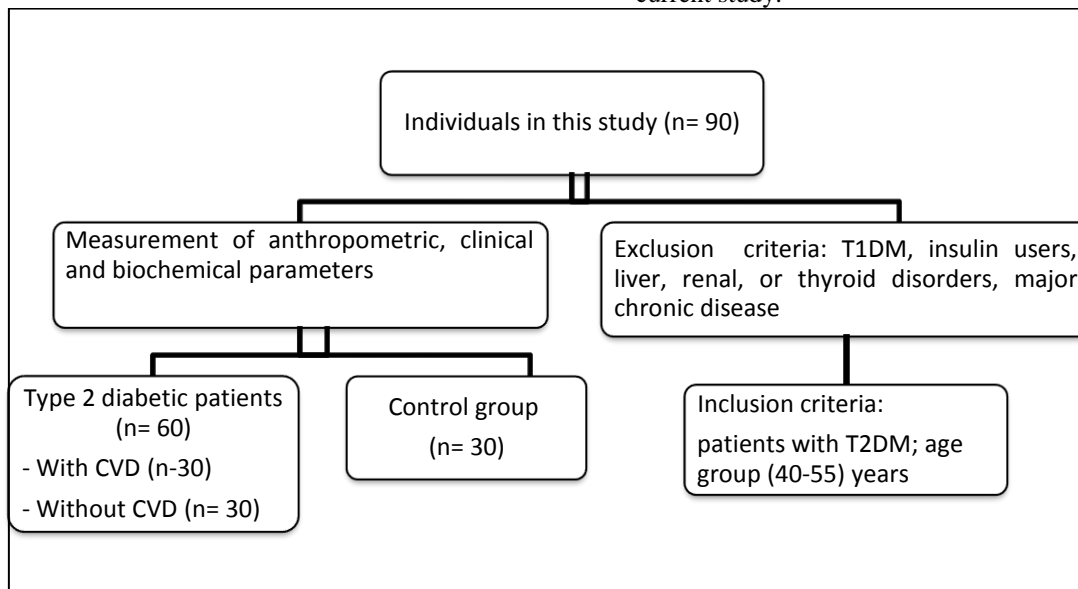 current study.
Individuals in this study (n= 90)
Measurement of anthropometric, clinical
and biochemical parameters
Exclusion criteria: T1DM, insulin users,
liver, renal, or thyroid disorders, major
chronic disease
Type 2 diabetic patients
(n= 60)
- With CVD (n-30)
- Without CVD (n= 30)
Control group
(n= 30)
Inclusion criteria:
patients with T2DM; age
group (40-55) years